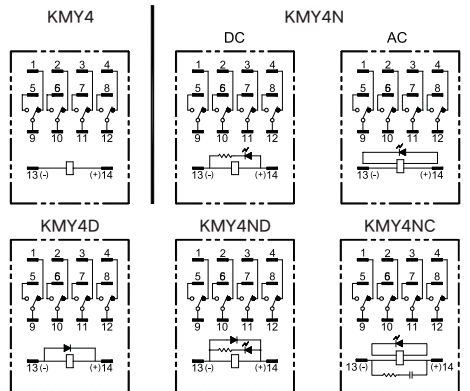 KMY4
KMY4N
DC
AC
1 2 3 4
5 6 7 8
9 10 11 12
13 (-) (+) 14
1 2 3 4
5 6 7 8
9 10 11 12
13 (-) (+) 14
1 2 3 4
5 6 7 8
9 10 11 12
13 (-) (+) 14
KMY4D
KMY4ND
KMY4NC
1 2 3 4
5 6 7 8
9 10 11 12
13 (-) (+) 14
1 2 3 4
5 6 7 8
9 10 11 12
13 (-) (+) 14
1 2 3 4
5 6 7 8
9 10 11 12
13 (-) (+) 14